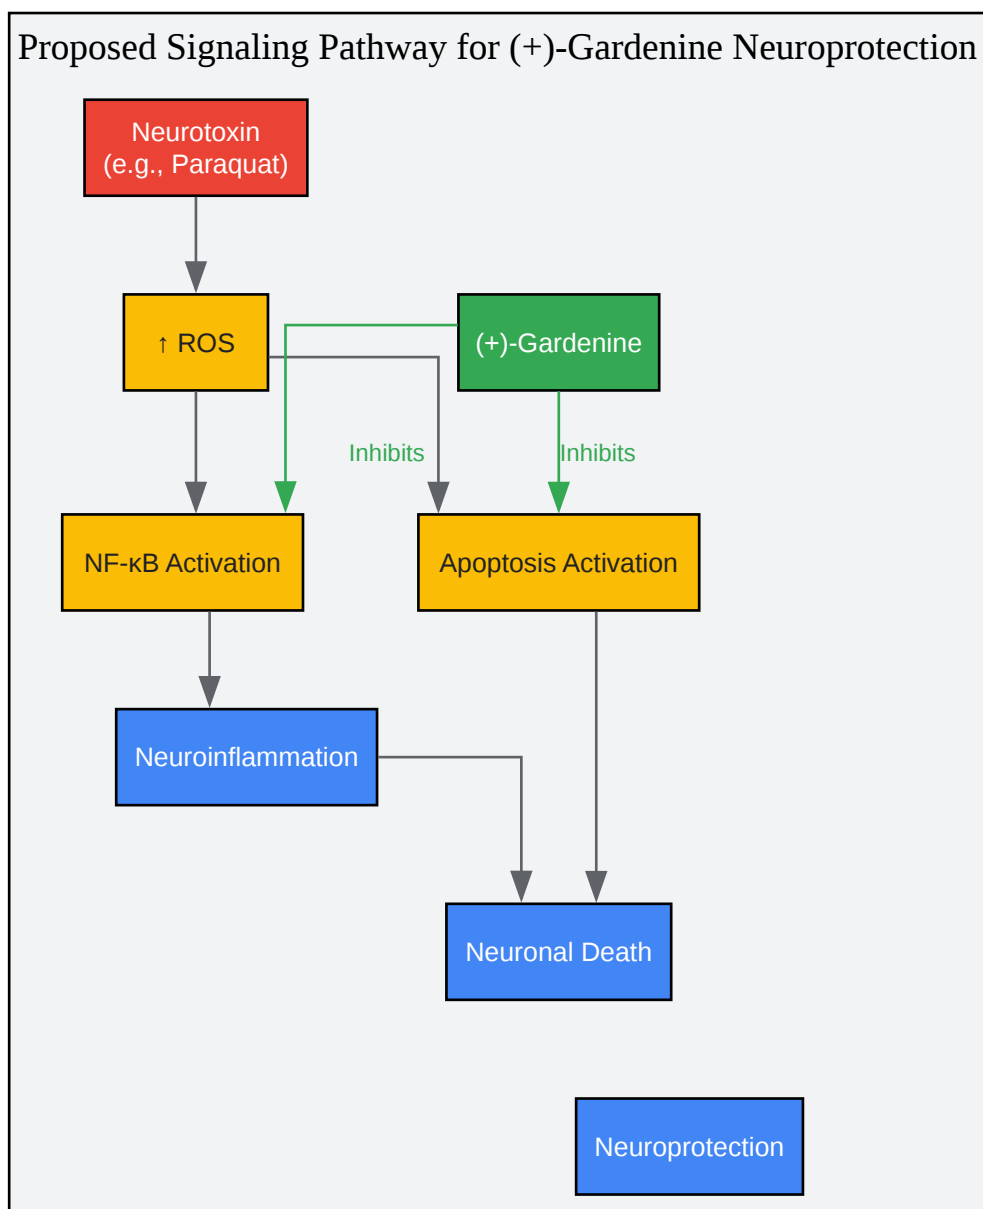 Proposed Signaling Pathway for (+)-Gardenine Neuroprotection
Neurotoxin
(e.g., Paraquat)
↑ ROS
(+)-Gardenine
Inhibits
Inhibits
NF-κB Activation
Apoptosis Activation
Neuroinflammation
Neuronal Death
Neuroprotection